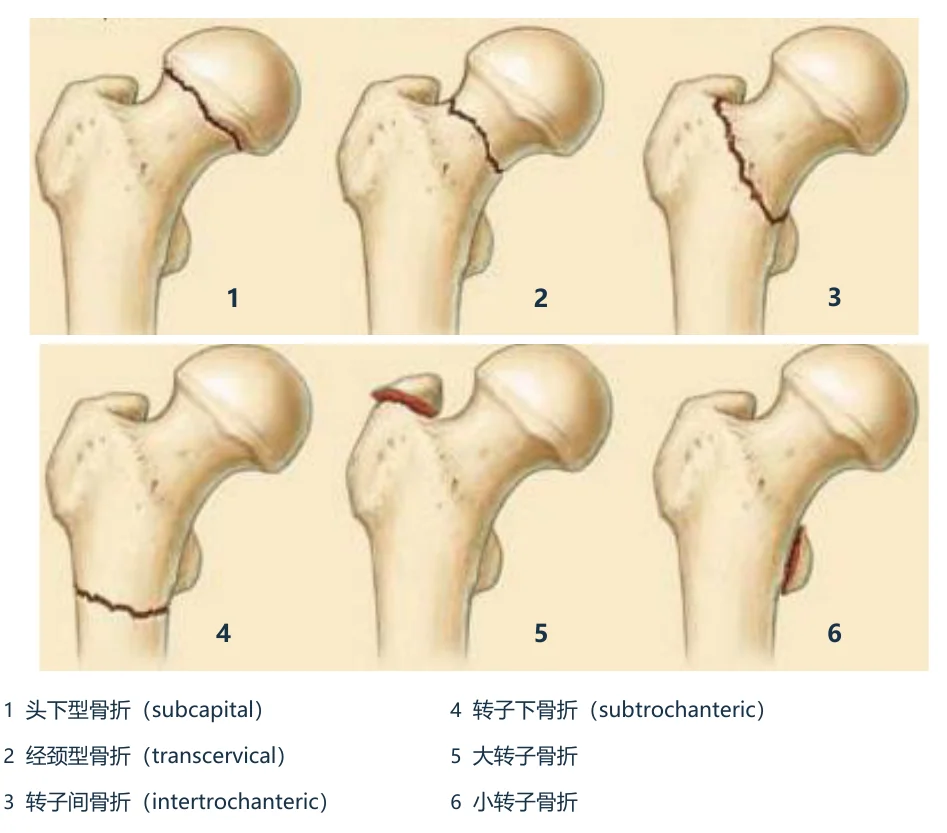 1
2
3
4
5
6
1 头下型骨折（subcapital）
2 经颈型骨折（transcervical）
3 转子间骨折（intertrochanteric）
4 转子下骨折（subtrochanteric）
5 大转子骨折
6 小转子骨折